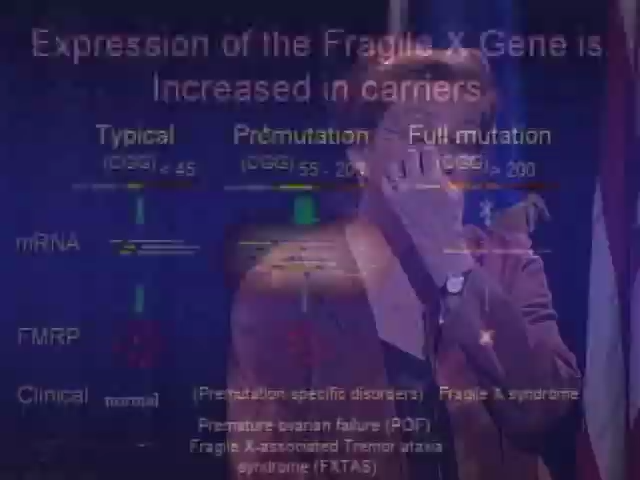 Expression of the Fragile X Gene is
Increased in carriers
Typical Premutation Full mutation
(CGG) < 45 (CGG) 55 - 200 (CGG) > 200
mRNA
FMRP
Clinical normal (Premutation specific disorders) Fragile X syndrome
Premature ovarian failure (POF)
Fragile X-associated Tremor ataxia
syndrome (FXTAS)